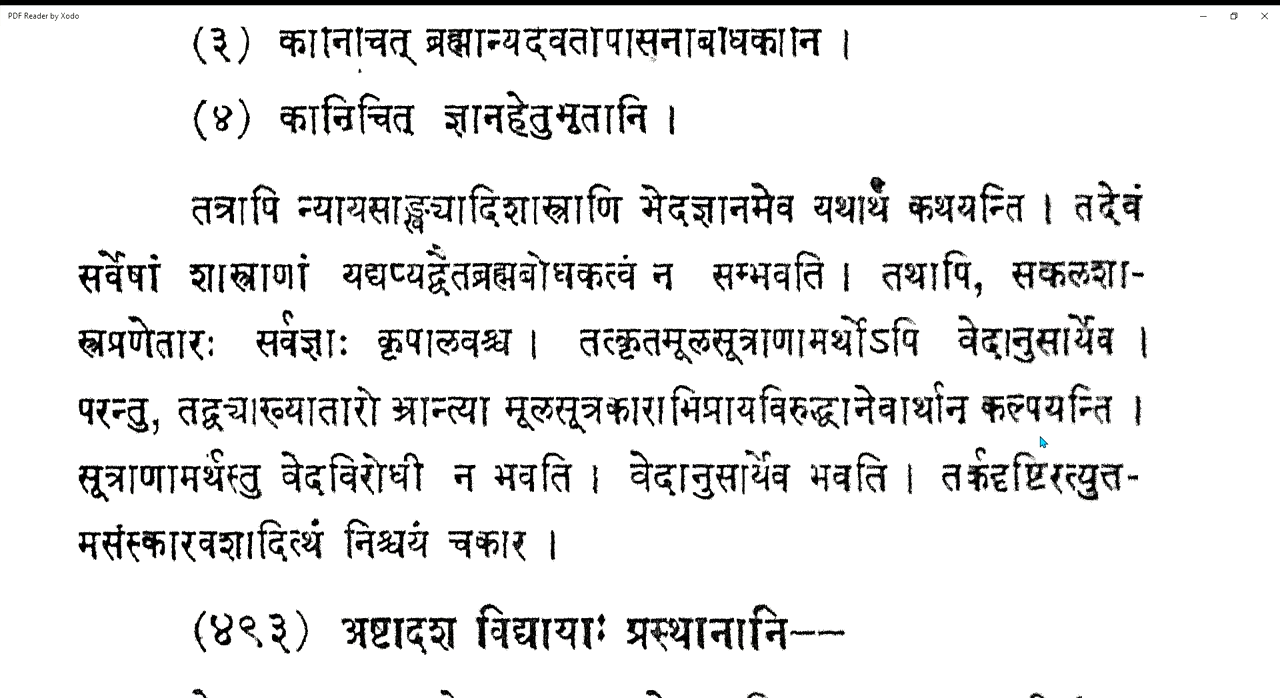 PDF Reader by Xodo
(३) कानिचित् ब्रह्मान्यदेवतोपासनाबोधकानि ।
(४) कानिचित् ज्ञानहेतुभूतानि ।
तत्रापि न्यायसाङ्ख्यादिशास्त्राणि भेदज्ञानमेव यथार्थं कथयन्ति । तदेवं
सर्वेषां शास्त्राणां यद्यप्यद्वैतब्रह्मबोधकत्वं न सम्भवति । तथापि, सकलशा-
स्त्रप्रणेतारः सर्वज्ञाः कृपालवश्च । तत्कृतमूलसूत्राणामर्थोऽपि वेदानुसार्येव ।
परन्तु, तद्व्याख्यातारो भ्रान्त्या मूलसूत्रकाराभिप्रायविरुद्धानेवार्थान् कल्पयन्ति ।
सूत्राणामर्थस्तु वेदविरोधी न भवति । वेदानुसार्येव भवति । तर्कदृष्टिरत्युत्त-
मसंस्कारवशादित्थं निश्चयं चकार ।
(४९३) अष्टादश विद्यायाः प्रस्थानानि--